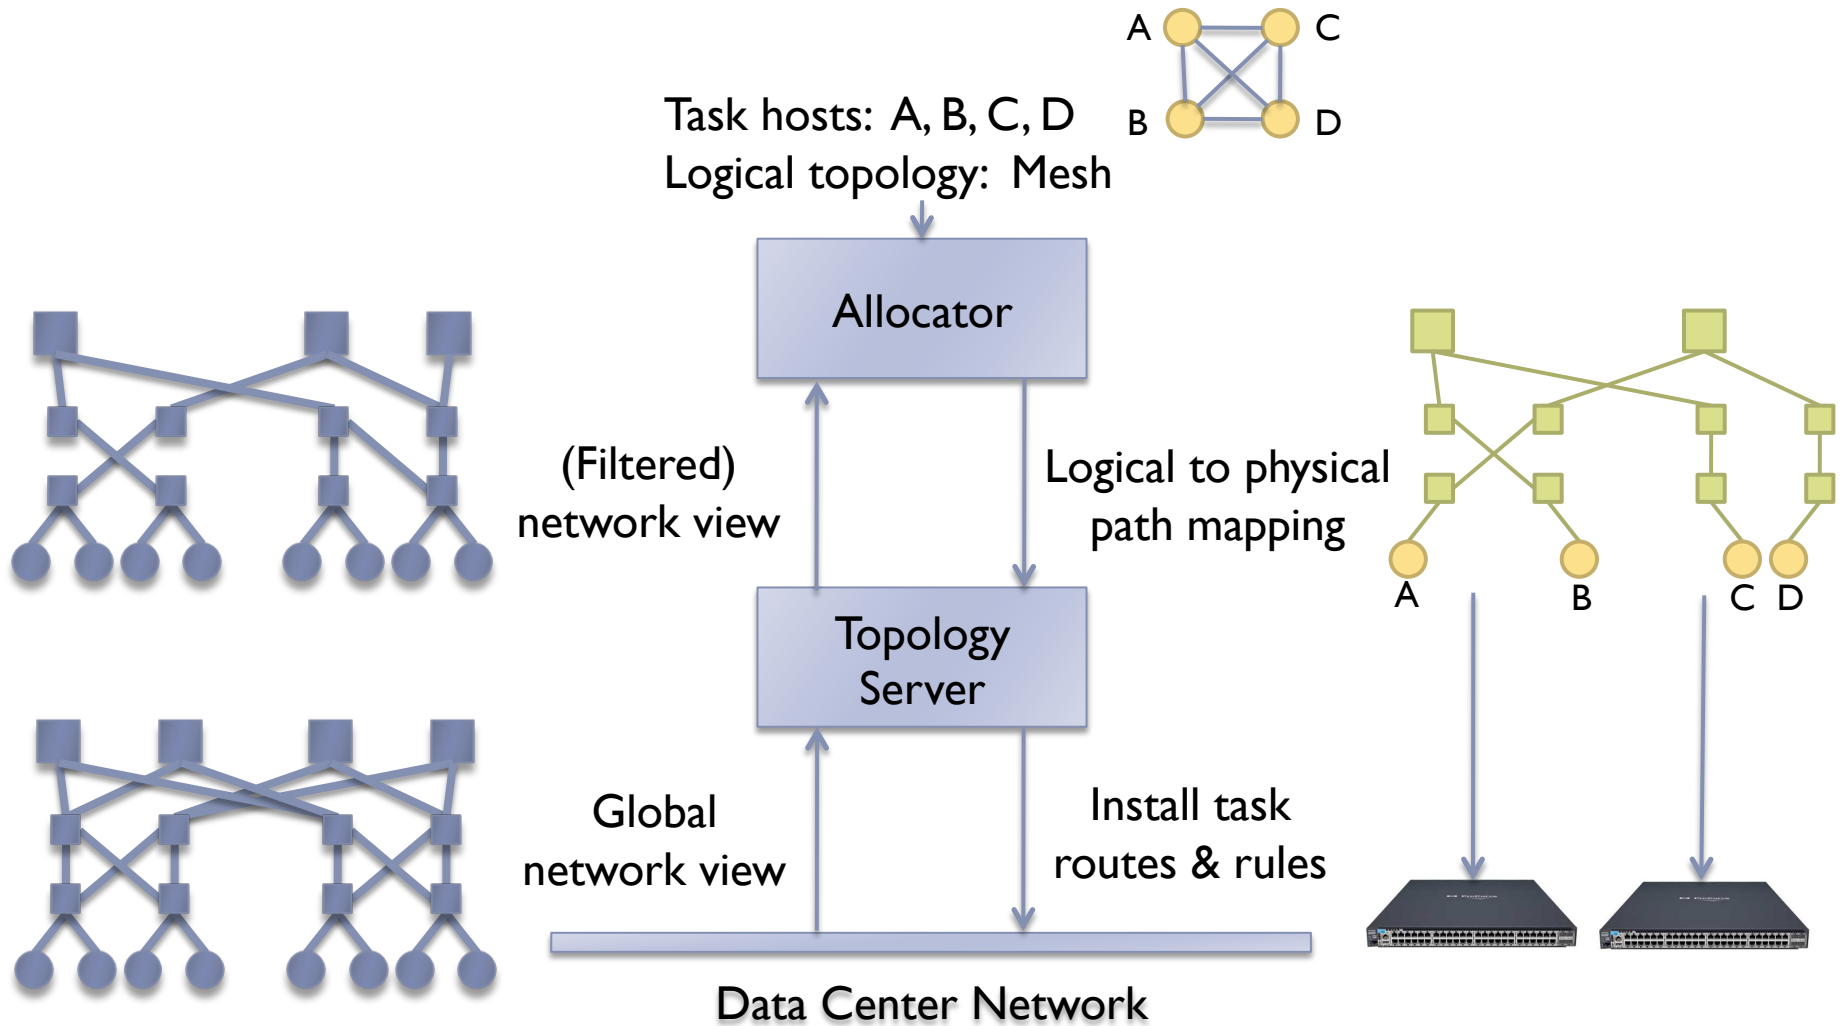 A
C
B
D
Task hosts: A, B, C, D
Logical topology: Mesh
Allocator
(Filtered)
network view
Logical to physical
path mapping
A
B
C
D
Topology
Server
Global
network view
Install task
routes & rules
Data Center Network